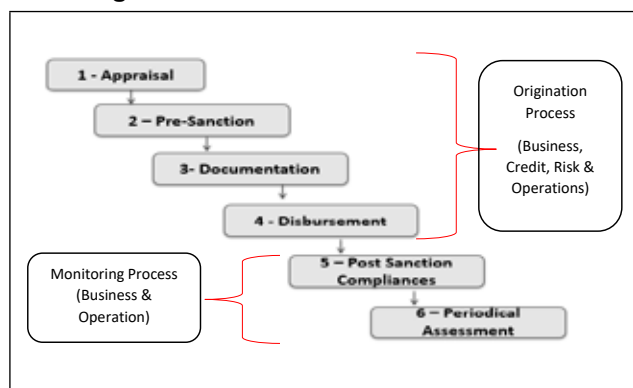 1 - Appraisal
2 – Pre-Sanction
3- Documentation
4 - Disbursement
5 – Post Sanction
Compliances
6 – Periodical
Assessment
Origination
Process
(Business,
Credit, Risk &
Operations)
Monitoring Process
(Business &
Operation)